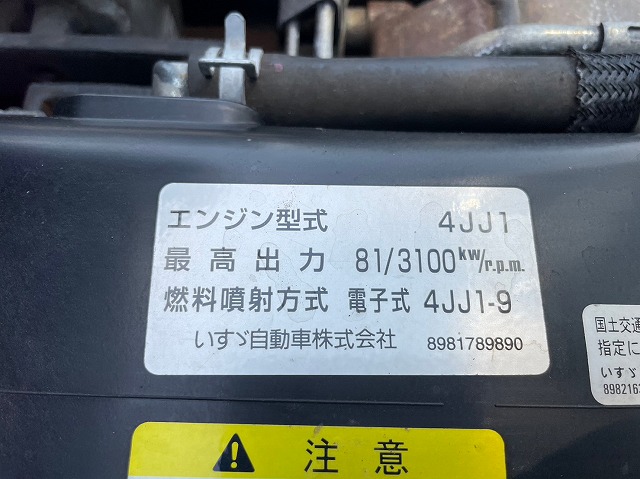 エンジン型式 4JJ1
最高出力 81/3100kw/r.p.m.
燃料噴射方式 電子式 4JJ1-9
いすゞ自動車株式会社 8981789890
国土交通
指定に
いすゞ
898216
注意